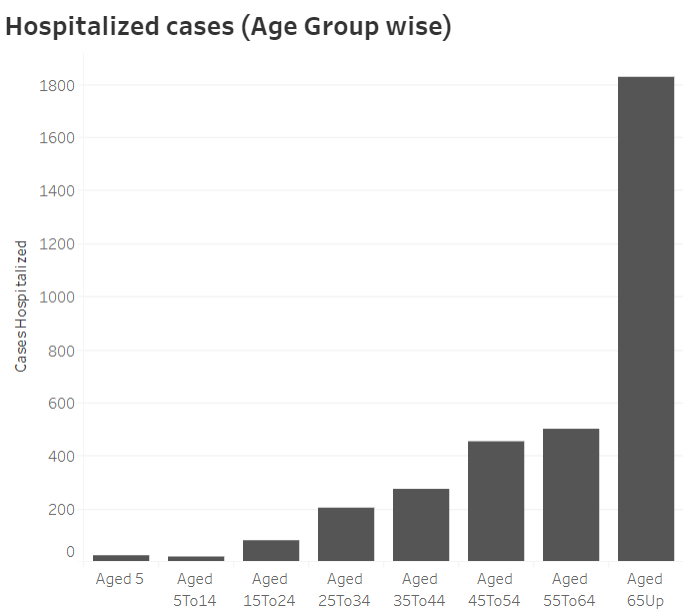 Hospitalized cases (Age Group wise)
Cases Hospitalized
1800
1600
1400
1200
1000
800
600
400
200
0
Aged 5
Aged 5To14
Aged 15To24
Aged 25To34
Aged 35To44
Aged 45To54
Aged 55To64
Aged 65Up